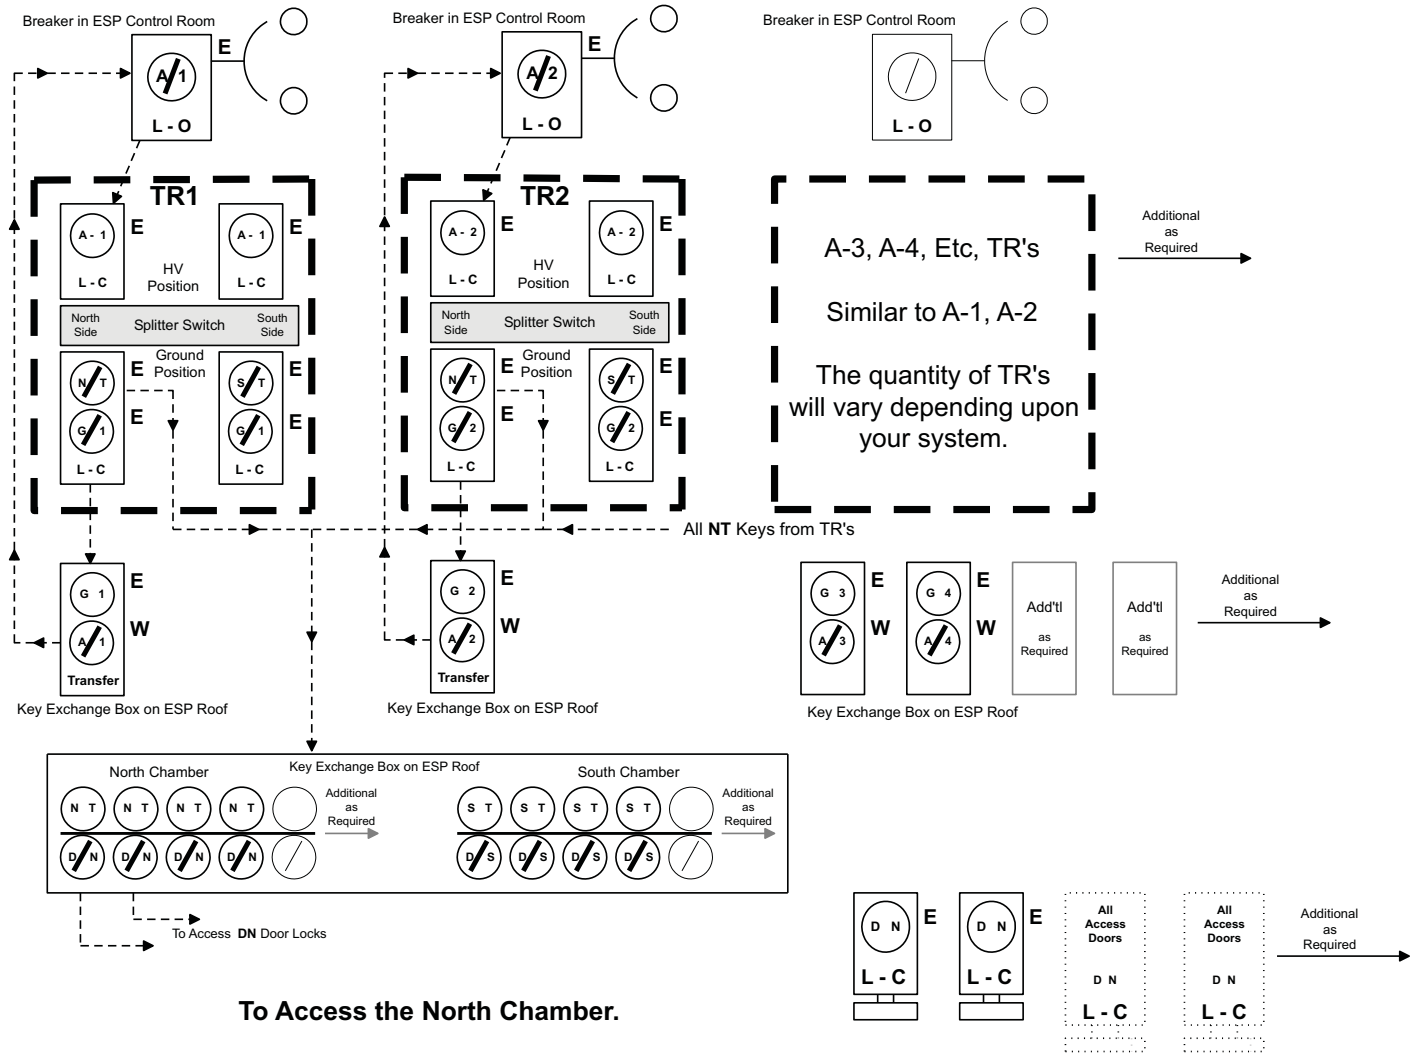 Breaker in ESP Control Room
A/1
E
L - O
Breaker in ESP Control Room
A/2
E
L - O
Breaker in ESP Control Room
L - O
TR1
A - 1
E
L - C
A - 1
E
L - C
HV
Position
North
Side
Splitter Switch
South
Side
Ground
Position
N/T
E
G/1
E
L - C
S/T
E
G/1
E
L - C
TR2
A - 2
E
L - C
A - 2
E
L - C
HV
Position
North
Side
Splitter Switch
South
Side
Ground
Position
N/T
E
G/2
E
L - C
S/T
E
G/2
E
L - C
A-3, A-4, Etc, TR's
Similar to A-1, A-2
The quantity of TR's
will vary depending upon
your system.
Additional
as
Required
All NT Keys from TR's
G 1
E
A/1
W
Transfer
Key Exchange Box on ESP Roof
G 2
E
A/2
W
Transfer
Key Exchange Box on ESP Roof
G 3
E
A/3
W
G 4
E
A/4
W
Key Exchange Box on ESP Roof
Add'tl
as
Required
Add'tl
as
Required
Additional
as
Required
Key Exchange Box on ESP Roof
North Chamber
N T N T N T N T
D/N D/N D/N D/N
Additional
as
Required
South Chamber
S T S T S T S T
D/S D/S D/S D/S
Additional
as
Required
To Access DN Door Locks
D N
E
L - C
D N
E
L - C
All
Access
Doors
D N
L - C
All
Access
Doors
D N
L - C
Additional
as
Required
To Access the North Chamber.